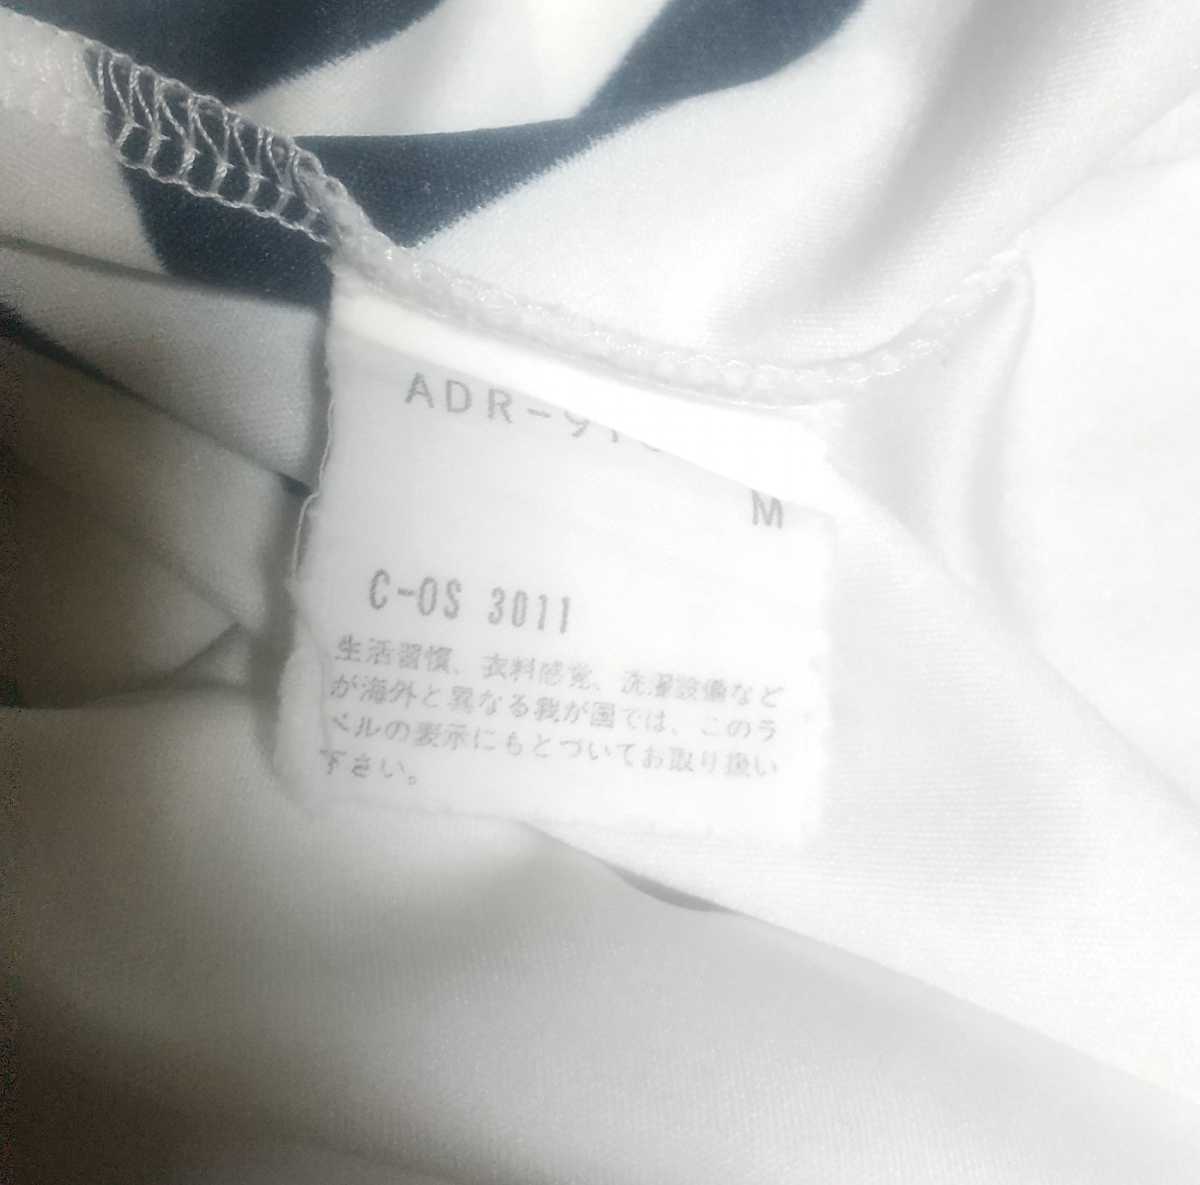 ADR-91
M
C-OS 3011
生活習慣、衣料感覚、洗濯設備など
が海外と異なる我が国では、このラ
ベルの表示にもとづいてお取り扱い
下さい。